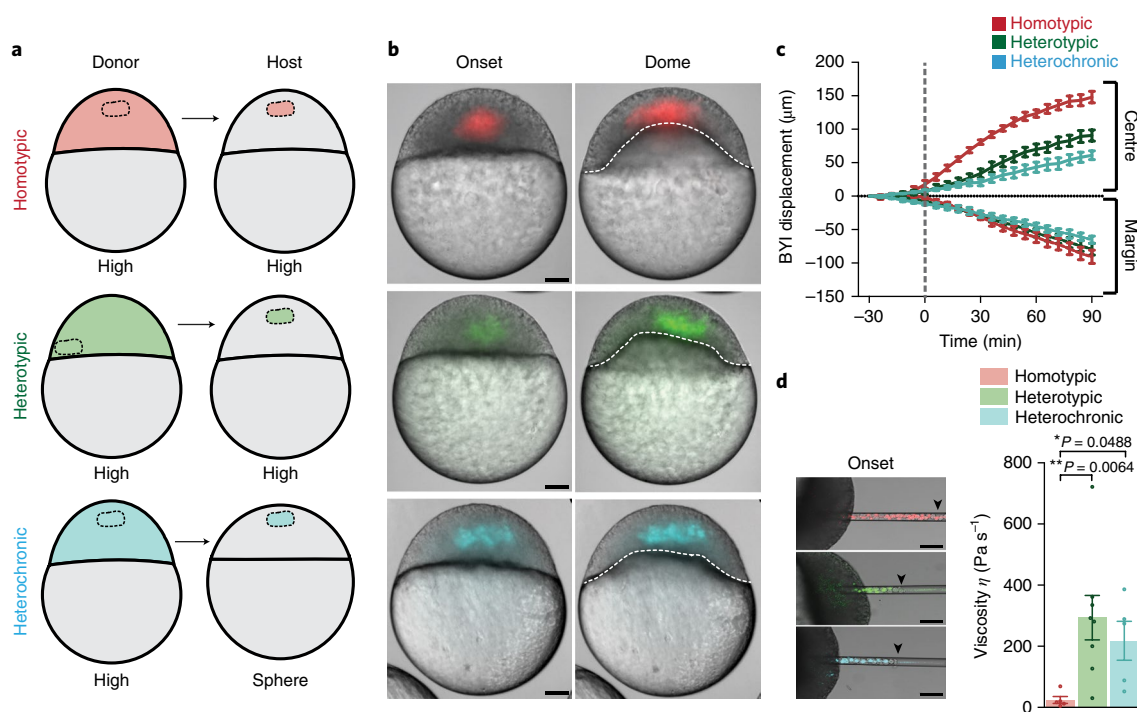 a
Donor
Host
Homotypic
High
High
Heterotypic
High
High
Heterochronic
High
Sphere
b
Onset
Dome
c
Homotypic
Heterotypic
Heterochronic
BYI displacement (μm)
200
150
100
50
0
−50
−100
−150
−30
0
30
60
90
Time (min)
Centre
Margin
d
Onset
Homotypic
Heterotypic
Heterochronic
*P = 0.0488
**P = 0.0064
Viscosity η (Pa s⁻¹)
800
600
400
200
0